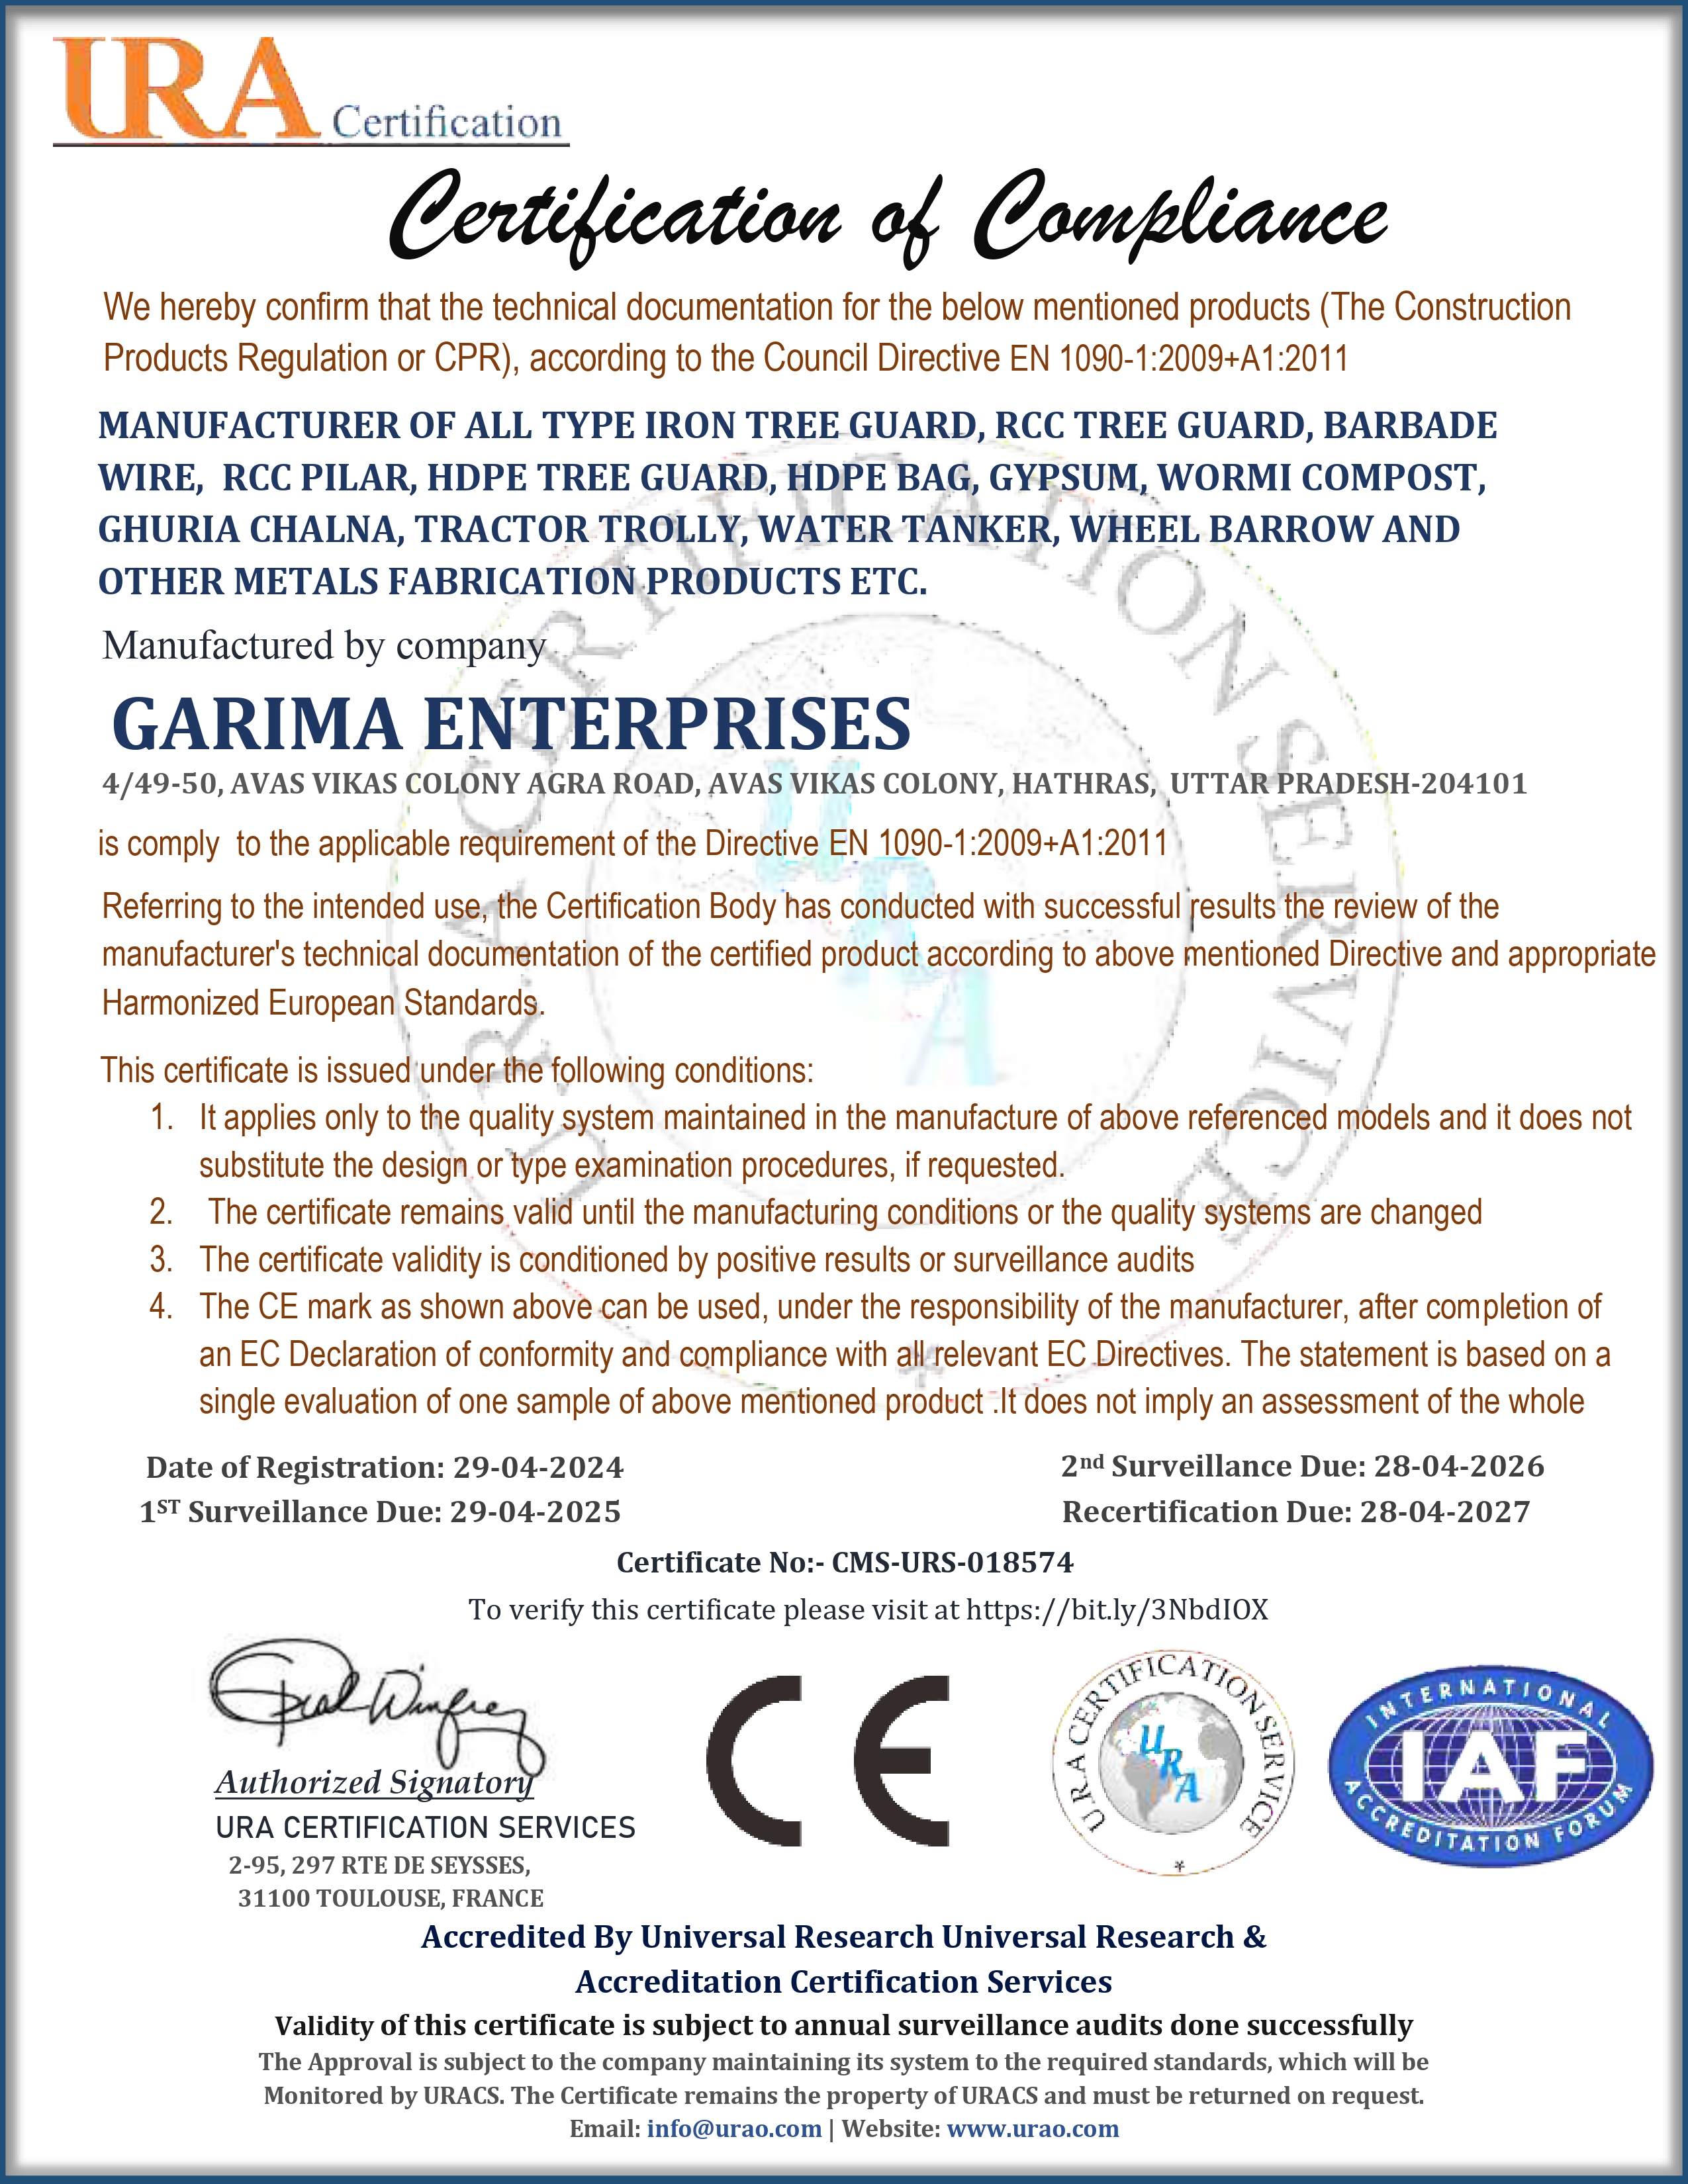 URA Certification
Certification of Compliance
We hereby confirm that the technical documentation for the below mentioned products (The Construction
Products Regulation or CPR), according to the Council Directive EN 1090-1:2009+A1:2011
MANUFACTURER OF ALL TYPE IRON TREE GUARD, RCC TREE GUARD, BARBADE
WIRE, RCC PILAR, HDPE TREE GUARD, HDPE BAG, GYPSUM, WORMI COMPOST,
GHURIA CHALNA, TRACTOR TROLLY, WATER TANKER, WHEEL BARROW AND
OTHER METALS FABRICATION PRODUCTS ETC.
Manufactured by company
GARIMA ENTERPRISES
4/49-50, AVAS VIKAS COLONY AGRA ROAD, AVAS VIKAS COLONY, HATHRAS, UTTAR PRADESH-204101
is comply to the applicable requirement of the Directive EN 1090-1:2009+A1:2011
Referring to the intended use, the Certification Body has conducted with successful results the review of the
manufacturer's technical documentation of the certified product according to above mentioned Directive and appropriate
Harmonized European Standards.
This certificate is issued under the following conditions:
1. It applies only to the quality system maintained in the manufacture of above referenced models and it does not
substitute the design or type examination procedures, if requested.
2. The certificate remains valid until the manufacturing conditions or the quality systems are changed
3. The certificate validity is conditioned by positive results or surveillance audits
4. The CE mark as shown above can be used, under the responsibility of the manufacturer, after completion of
an EC Declaration of conformity and compliance with all relevant EC Directives. The statement is based on a
single evaluation of one sample of above mentioned product .It does not imply an assessment of the whole
Date of Registration: 29-04-2024
1ST Surveillance Due: 29-04-2025
2nd Surveillance Due: 28-04-2026
Recertification Due: 28-04-2027
Certificate No:- CMS-URS-018574
To verify this certificate please visit at https://bit.ly/3NbdIOX
Authorized Signatory
URA CERTIFICATION SERVICES
2-95, 297 RTE DE SEYSSES,
31100 TOULOUSE, FRANCE
CE
U R A CERTIFICATION SERVICE
URA
INTERNATIONAL
IAF
ACCREDITATION FORUM
Accredited By Universal Research Universal Research &
Accreditation Certification Services
Validity of this certificate is subject to annual surveillance audits done successfully
The Approval is subject to the company maintaining its system to the required standards, which will be
Monitored by URACS. The Certificate remains the property of URACS and must be returned on request.
Email: info@urao.com | Website: www.urao.com